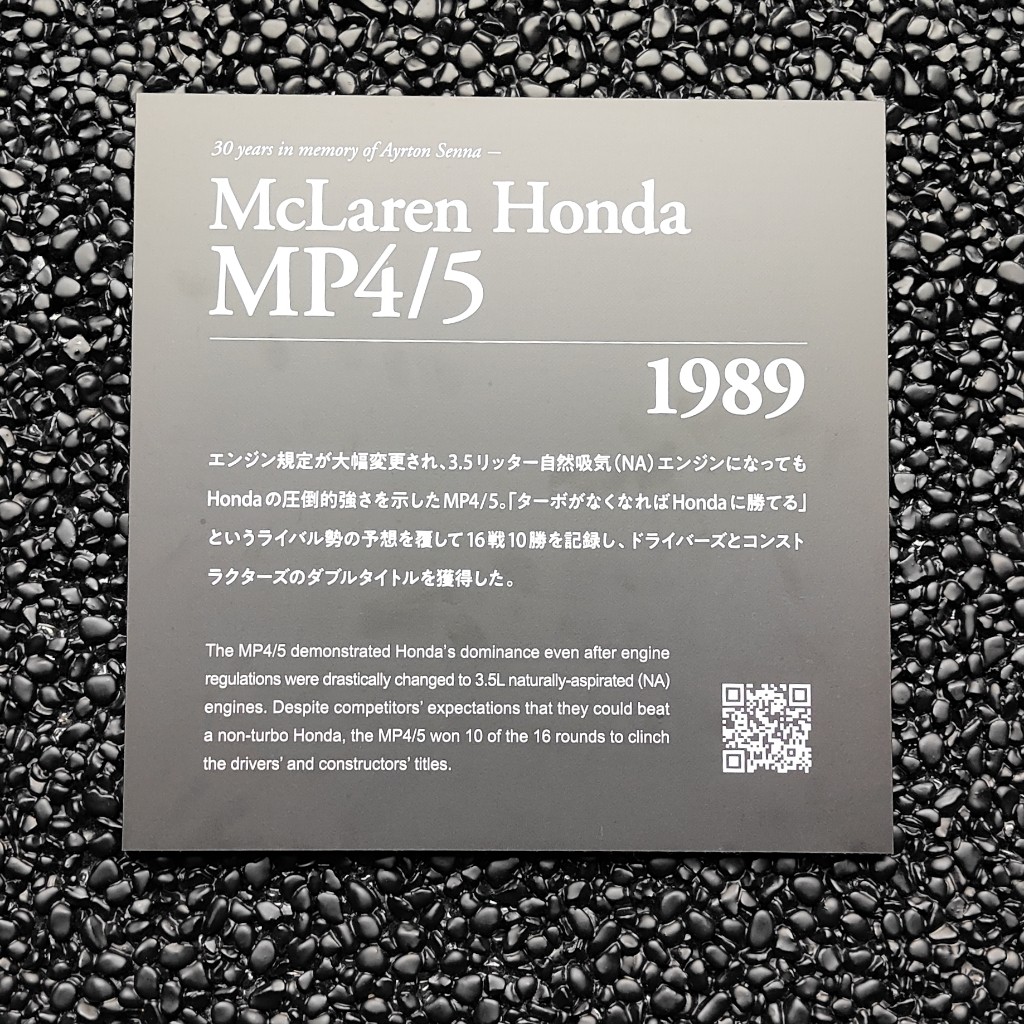 30 years in memory of Ayrton Senna —
McLaren Honda
MP4/5
1989
エンジン規定が大幅変更され、3.5リッター自然吸気(NA)エンジンになっても
Hondaの圧倒的強さを示したMP4/5。「ターボがなくなればHondaに勝てる」
というライバル勢の予想を覆して16戦10勝を記録し、ドライバーズとコンスト
ラクターズのダブルタイトルを獲得した。
The MP4/5 demonstrated Honda's dominance even after engine
regulations were drastically changed to 3.5L naturally-aspirated (NA)
engines. Despite competitors' expectations that they could beat
a non-turbo Honda, the MP4/5 won 10 of the 16 rounds to clinch
the drivers' and constructors' titles.